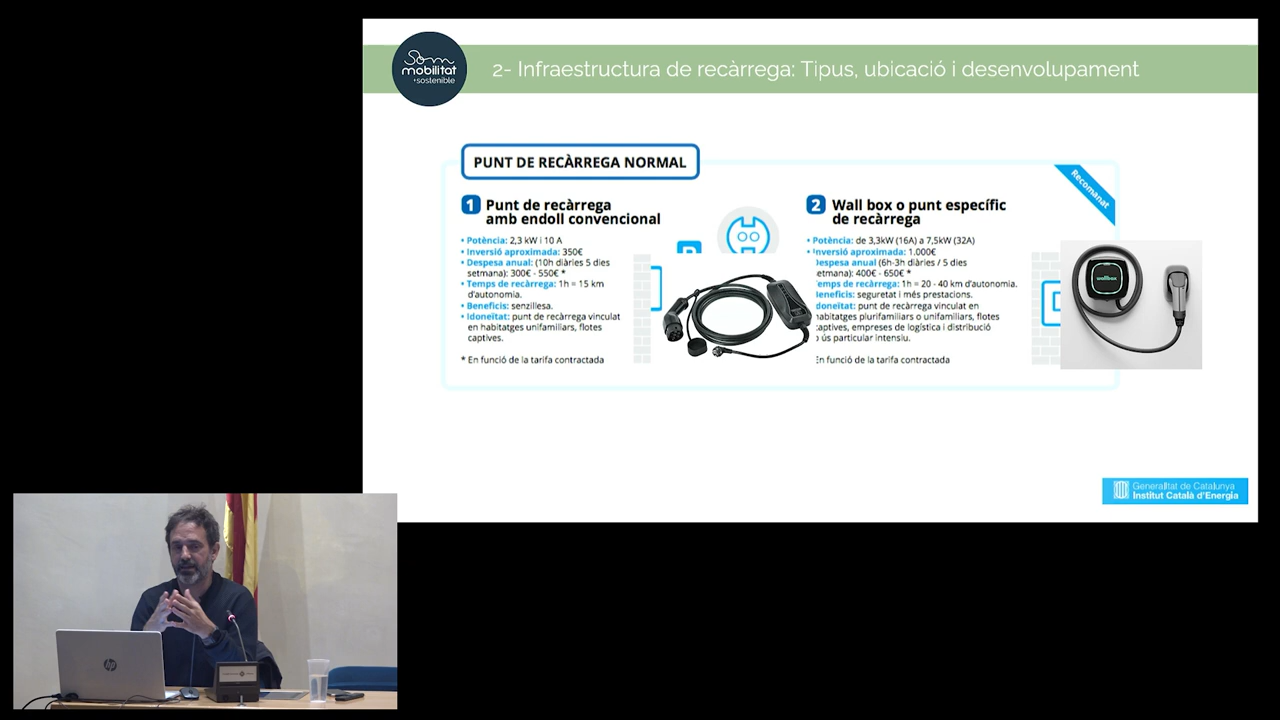 Som
mobilitat
+sostenible
2- Infraestructura de recàrrega: Tipus, ubicació i desenvolupament
PUNT DE RECÀRREGA NORMAL
Recomanat
1 Punt de recàrrega
amb endoll convencional
• Potència: 2,3 kW i 10 A
• Inversió aproximada: 350€
• Despesa anual: (10h diàries 5 dies
setmana): 300€ - 550€ *
• Temps de recàrrega: 1h = 15 km
d'autonomia.
• Beneficis: senzillesa.
• Idoneïtat: punt de recàrrega vinculat
en habitatges unifamiliars, flotes
captives.
* En funció de la tarifa contractada
2 Wall box o punt específic
de recàrrega
• Potència: de 3,3kW (16A) a 7,5kW (32A)
• Inversió aproximada: 1.000€
Despesa anual: (6h-3h diàries / 5 dies
setmana): 400€ - 650€ *
Temps de recàrrega: 1h = 20 - 40 km d'autonomia.
Beneficis: seguretat i més prestacions.
Idoneïtat: punt de recàrrega vinculat en
habitatges plurifamiliars o unifamiliars, flotes
captives, empreses de logística i distribució
o ús particular intensiu.
En funció de la tarifa contractada
wallbox
Generalitat de Catalunya
Institut Català d'Energia
hp